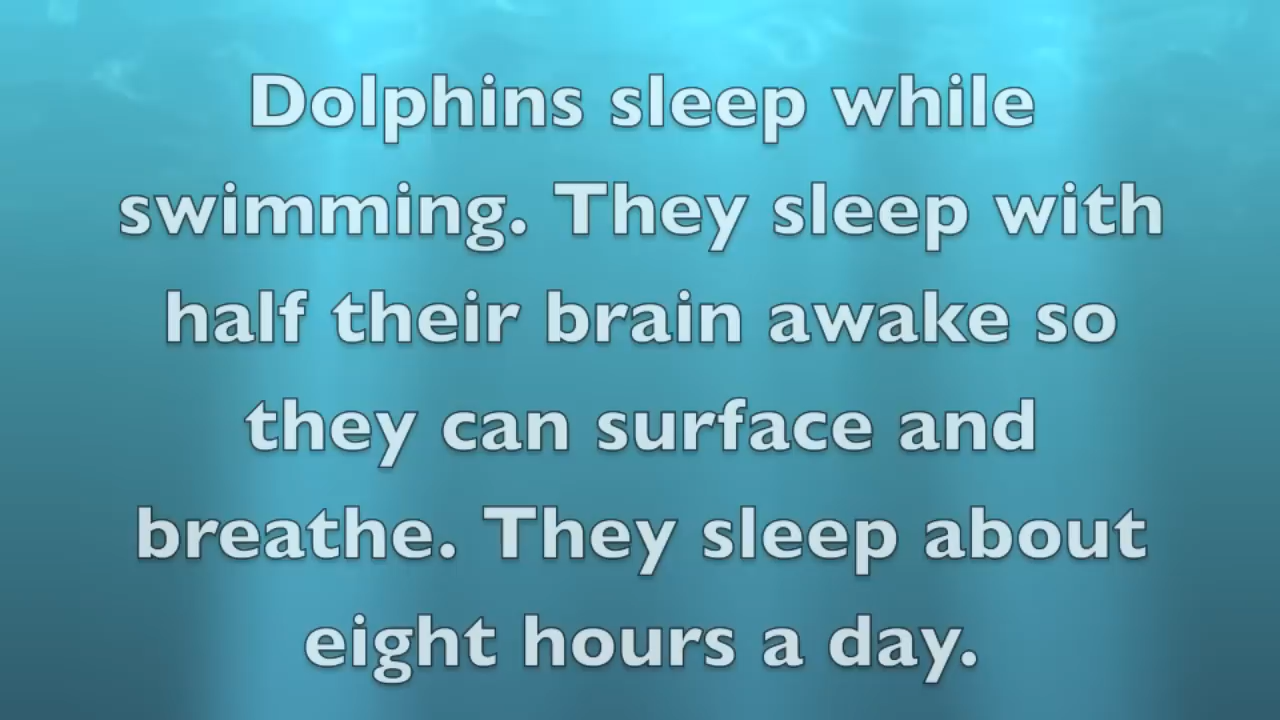 Dolphins sleep while
swimming. They sleep with
half their brain awake so
they can surface and
breathe. They sleep about
eight hours a day.